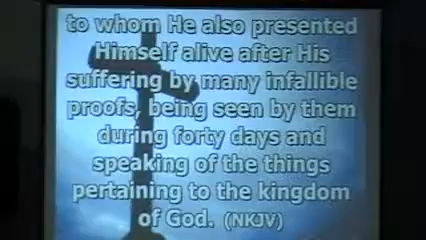 to whom He also presented
Himself alive after His
suffering by many infallible
proofs, being seen by them
during forty days and
speaking of the things
pertaining to the kingdom
of God. (NKJV)